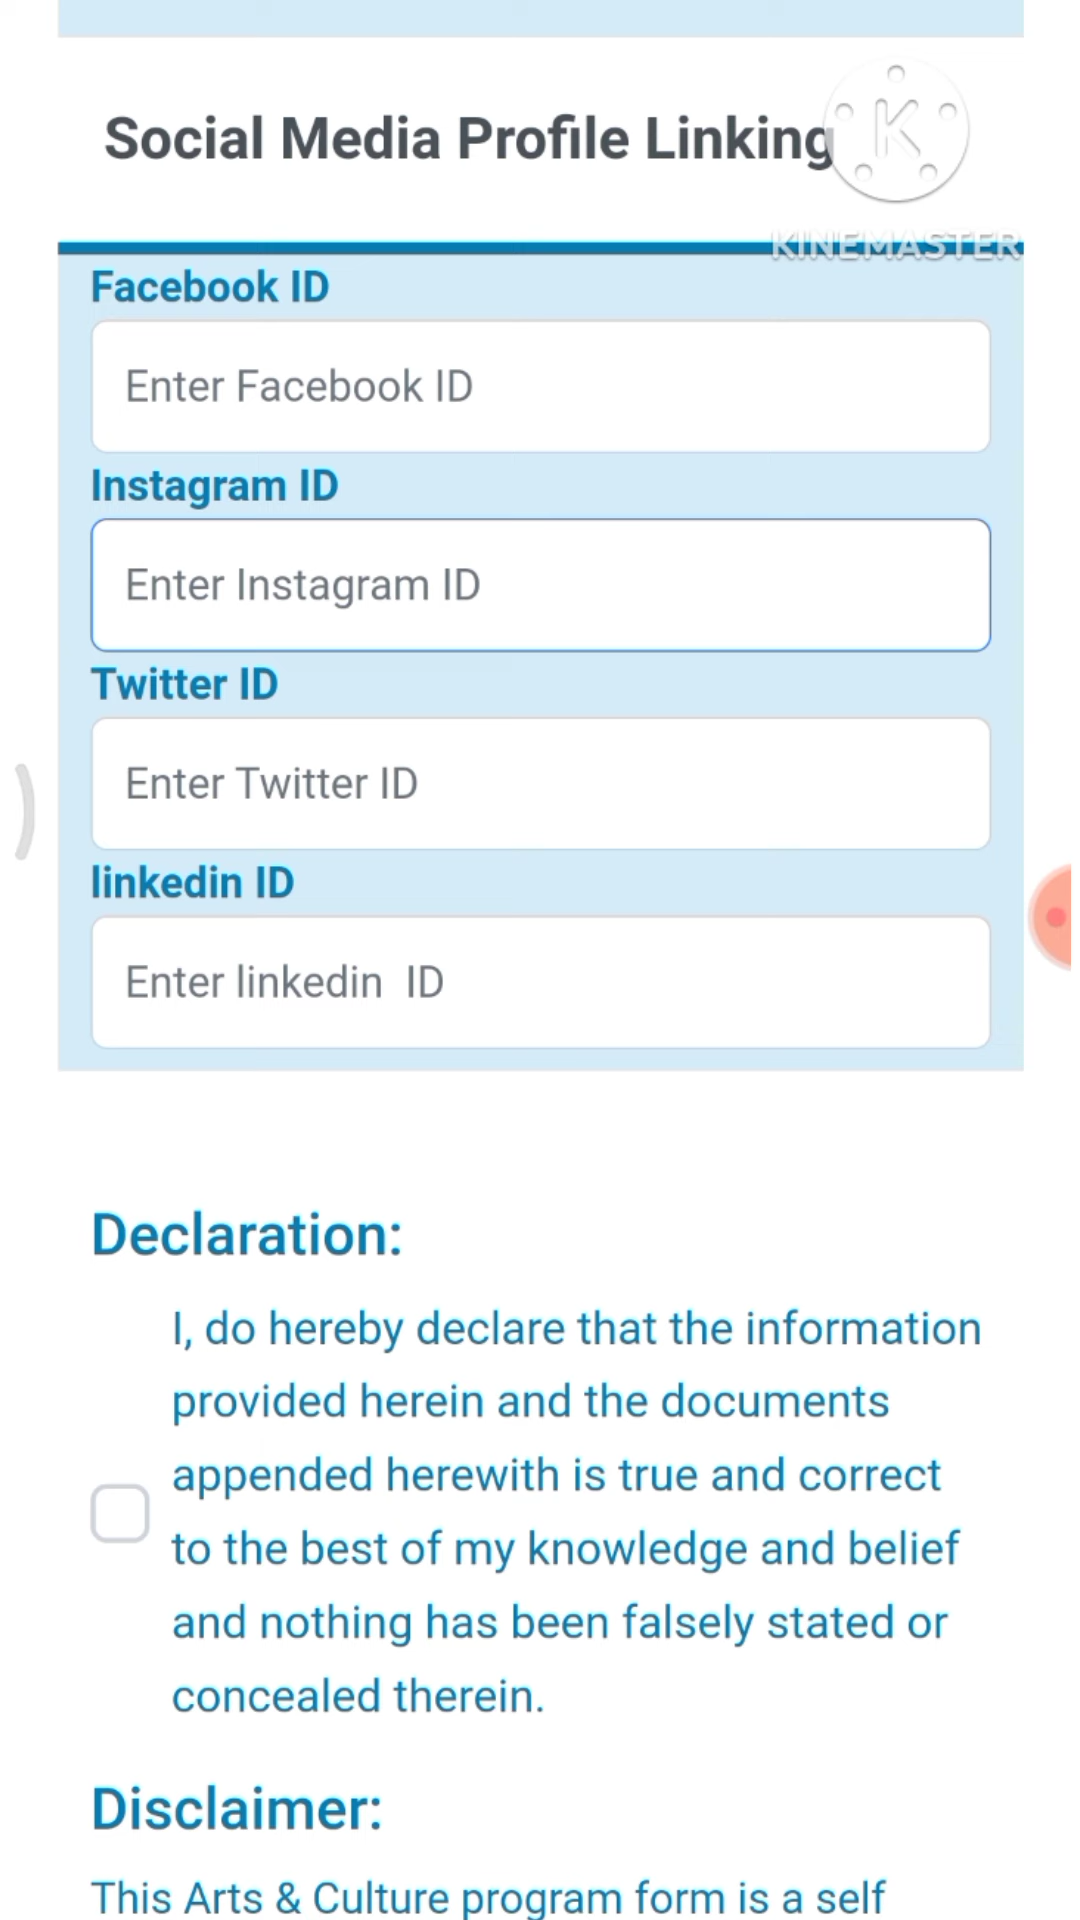 Social Media Profile Linking
K
KINEMASTER
Facebook ID
Enter Facebook ID
Instagram ID
Enter Instagram ID
Twitter ID
Enter Twitter ID
linkedin ID
Enter linkedin  ID
Declaration:
I, do hereby declare that the information
provided herein and the documents
appended herewith is true and correct
to the best of my knowledge and belief
and nothing has been falsely stated or
concealed therein.
Disclaimer:
This Arts & Culture program form is a self